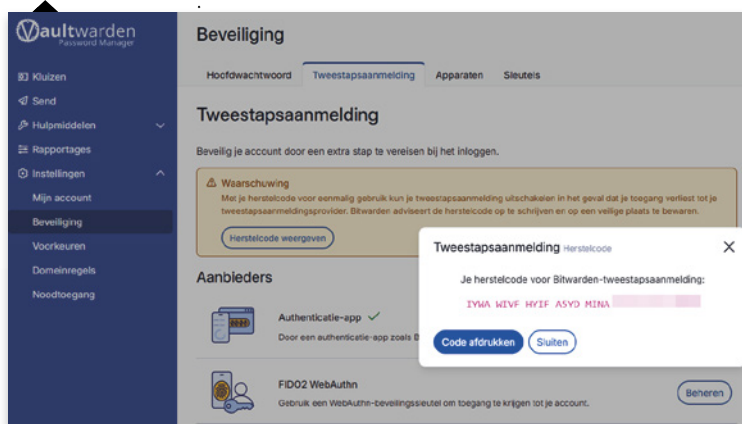 Vaultwarden
Password Manager
Kluizen
Send
Hulpmiddelen
Rapportages
Instellingen
Mijn account
Beveiliging
Voorkeuren
Domeinregels
Noodtoegang
Beveiliging
Hoofdwachtwoord Tweestapsaanmelding Apparaten Sleutels
Tweestapsaanmelding
Beveilig je account door een extra stap te vereisen bij het inloggen.
Waarschuwing
Met je herstelcode voor eenmalig gebruik kun je tweestapsaanmelding uitschakelen in het geval dat je toegang verliest tot je
tweestapsaanmeldingsprovider. Bitwarden adviseert de herstelcode op te schrijven en op een veilige plaats te bewaren.
Herstelcode weergeven
Aanbieders
Authenticatie-app
Door een authenticatie-app zoals
FIDO2 WebAuthn
Gebruik een WebAuthn-beveiligingssleutel om toegang te krijgen tot je account.
Beheren
Tweestapsaanmelding Herstelcode
Je herstelcode voor Bitwarden-tweestapsaanmelding:
IYWA WIVF HYIF ASYD MINA
Code afdrukken Sluiten